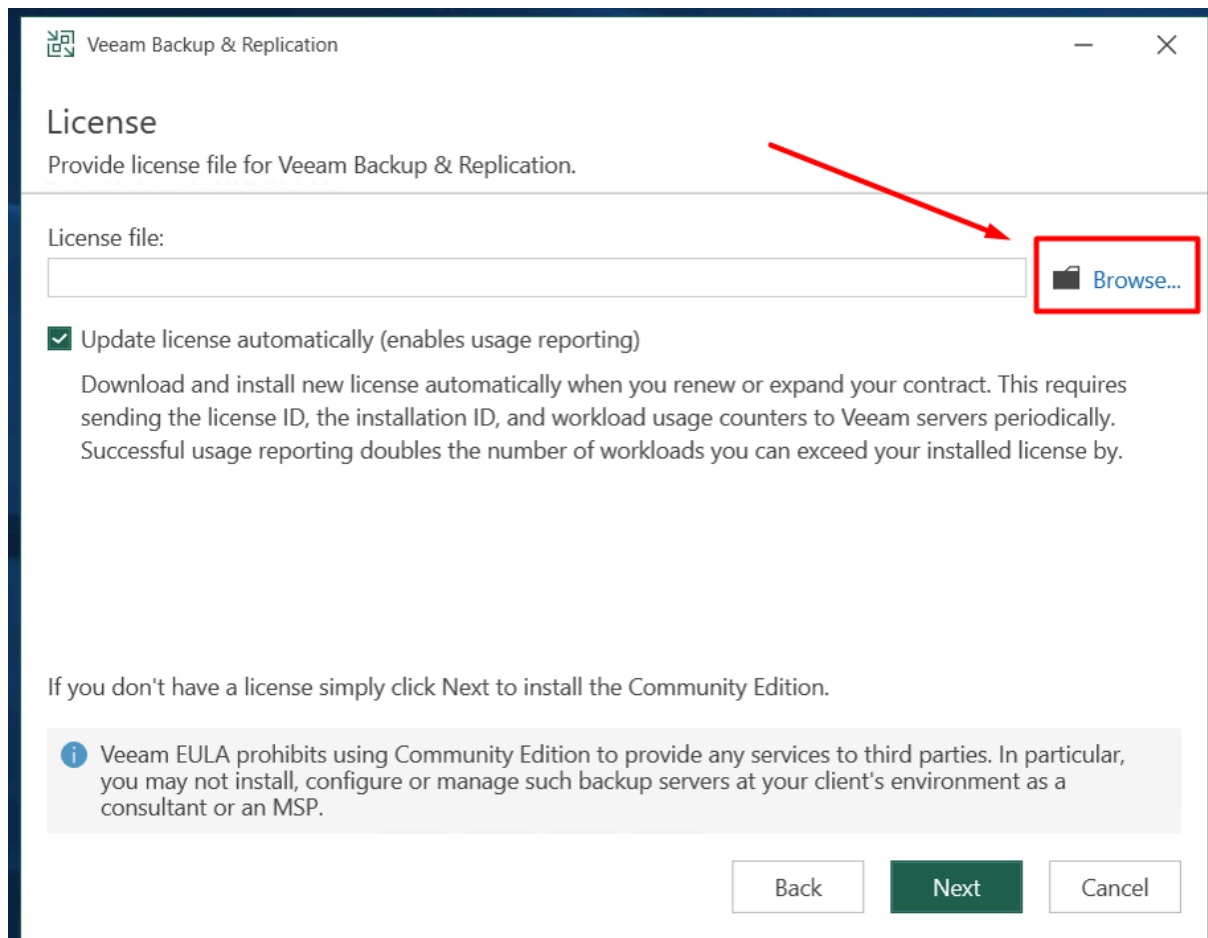 Veeam Backup & Replication
License
Provide license file for Veeam Backup & Replication.
License file:
Browse...
Update license automatically (enables usage reporting)
Download and install new license automatically when you renew or expand your contract. This requires
sending the license ID, the installation ID, and workload usage counters to Veeam servers periodically.
Successful usage reporting doubles the number of workloads you can exceed your installed license by.
If you don't have a license simply click Next to install the Community Edition.
Veeam EULA prohibits using Community Edition to provide any services to third parties. In particular,
you may not install, configure or manage such backup servers at your client's environment as a
consultant or an MSP.
Back
Next
Cancel